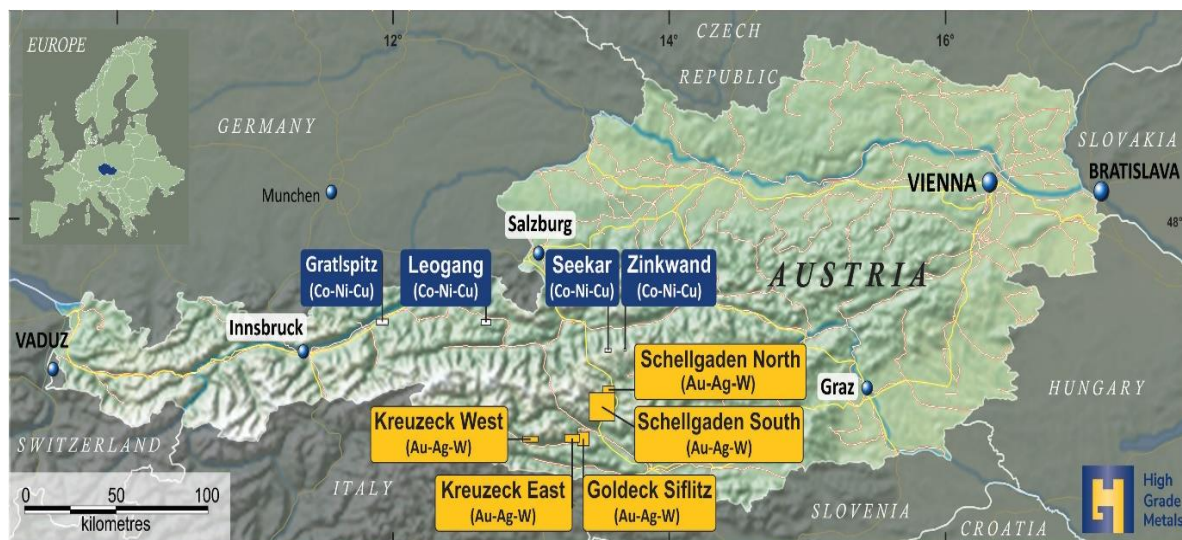 EUROPE
12
14
16
CZECH
REPUBLIC
GERMANY
SLOVAKIA
BRATISLAVA
VIENNA
Munchen
48°
Salzburg
Gratlspitz
(Co-Ni-Cu)
Leogang
(Co-Ni-Cu)
Seekar
(Co-Ni-Cu)
Zinkwand
(Co-Ni-Cu)
AUSTRIA
Innsbruck
VADUZ
Schellgaden North
(Au-Ag-W)
Graz
HUNGARY
Kreuzeck West
(Au-Ag-W)
Schellgaden South
(Au-Ag-W)
SWITZERLAND
ITALY
Kreuzeck East
(Au-Ag-W)
Goldeck Siflitz
(Au-Ag-W)
SLOVENIA
CROATIA
0 50 100
kilometres
High
Grade
Metals